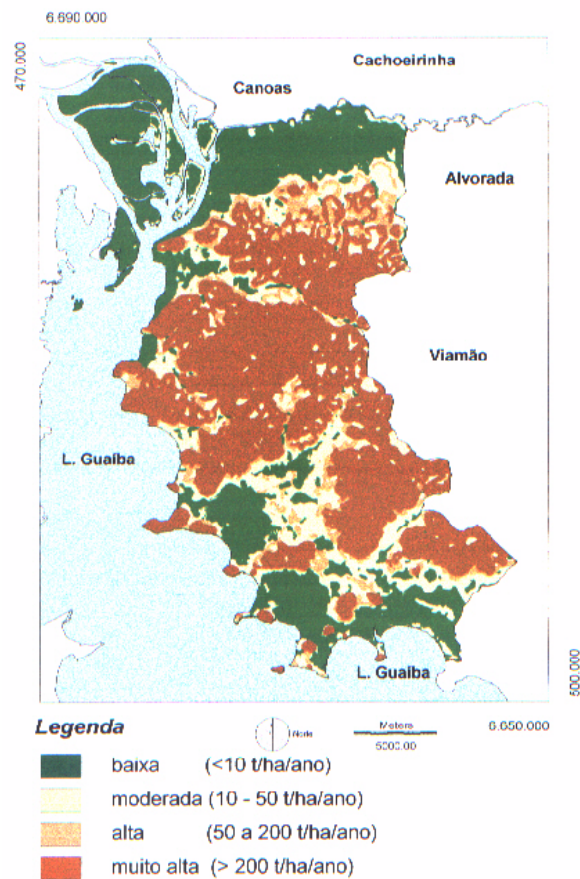 6.690.000
470.000
Cachoeirinha
Canoas
Alvorada
Viamão
L. Guaíba
L. Guaíba
500.000
Legenda
Norte
Meters
5000.00
6.650.000
baixa (<10 t/ha/ano)
moderada (10 - 50 t/ha/ano)
alta (50 a 200 t/ha/ano)
muito alta (> 200 t/ha/ano)